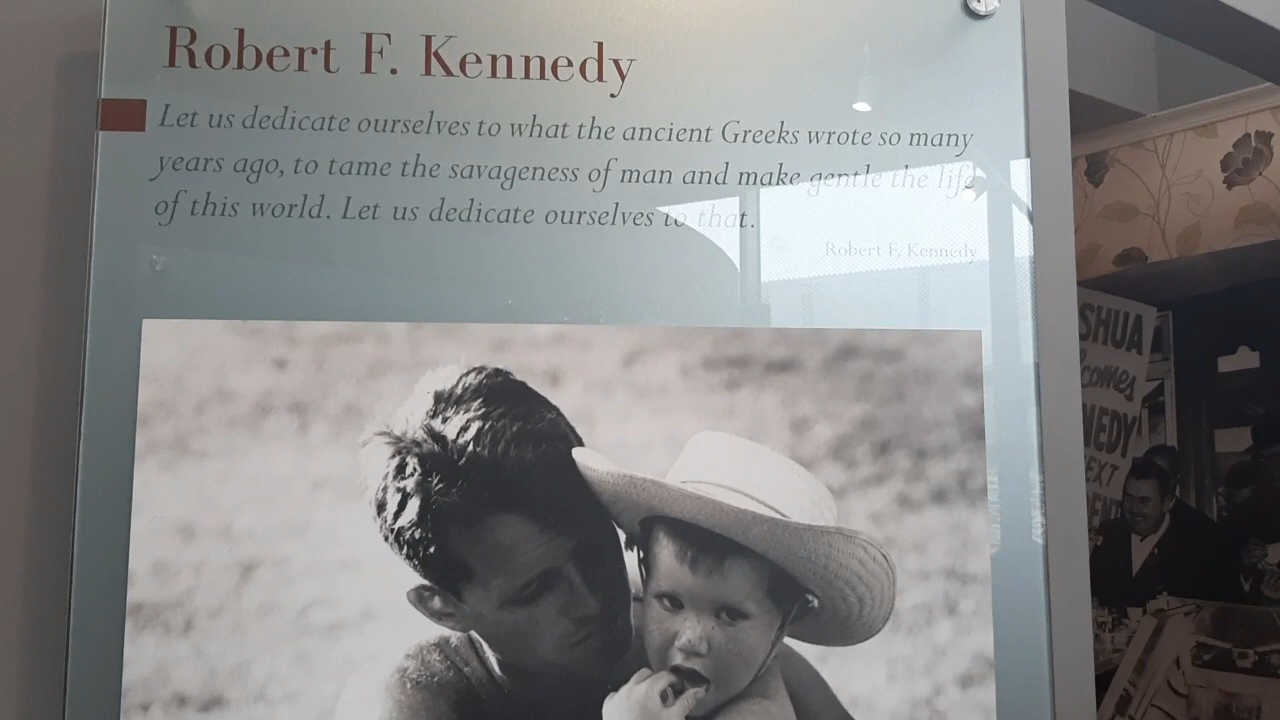 Robert F. Kennedy
Let us dedicate ourselves to what the ancient Greeks wrote so many
years ago, to tame the savageness of man and make gentle the life
of this world. Let us dedicate ourselves to that.
Robert F. Kennedy
SHUA
comes
NEDY
EXT